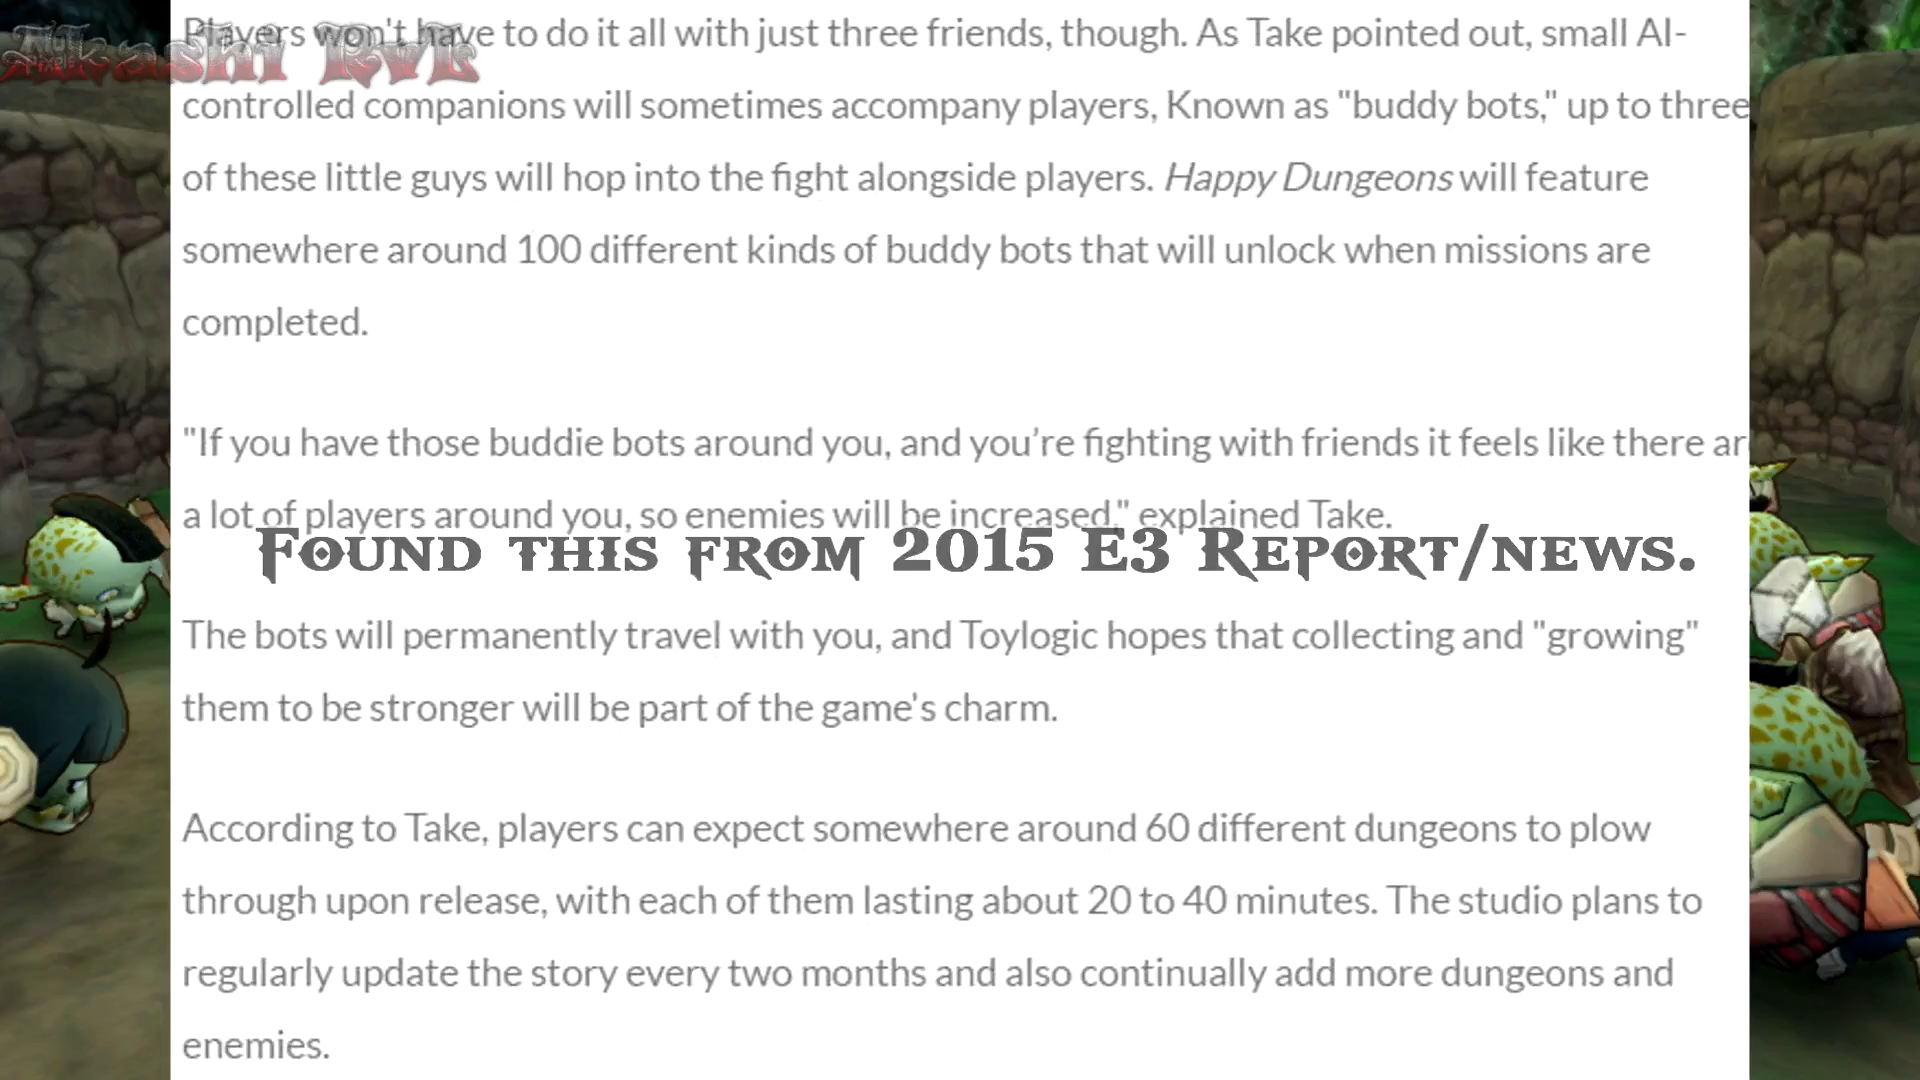 Players won't have to do it all with just three friends, though. As Take pointed out, small AI-
controlled companions will sometimes accompany players, Known as "buddy bots," up to three
of these little guys will hop into the fight alongside players. Happy Dungeons will feature
somewhere around 100 different kinds of buddy bots that will unlock when missions are
completed.
"If you have those buddie bots around you, and you’re fighting with friends it feels like there ar
a lot of players around you, so enemies will be increased," explained Take.
Found this from 2015 E3 Report/news.
The bots will permanently travel with you, and Toylogic hopes that collecting and "growing"
them to be stronger will be part of the game's charm.
According to Take, players can expect somewhere around 60 different dungeons to plow
through upon release, with each of them lasting about 20 to 40 minutes. The studio plans to
regularly update the story every two months and also continually add more dungeons and
enemies.